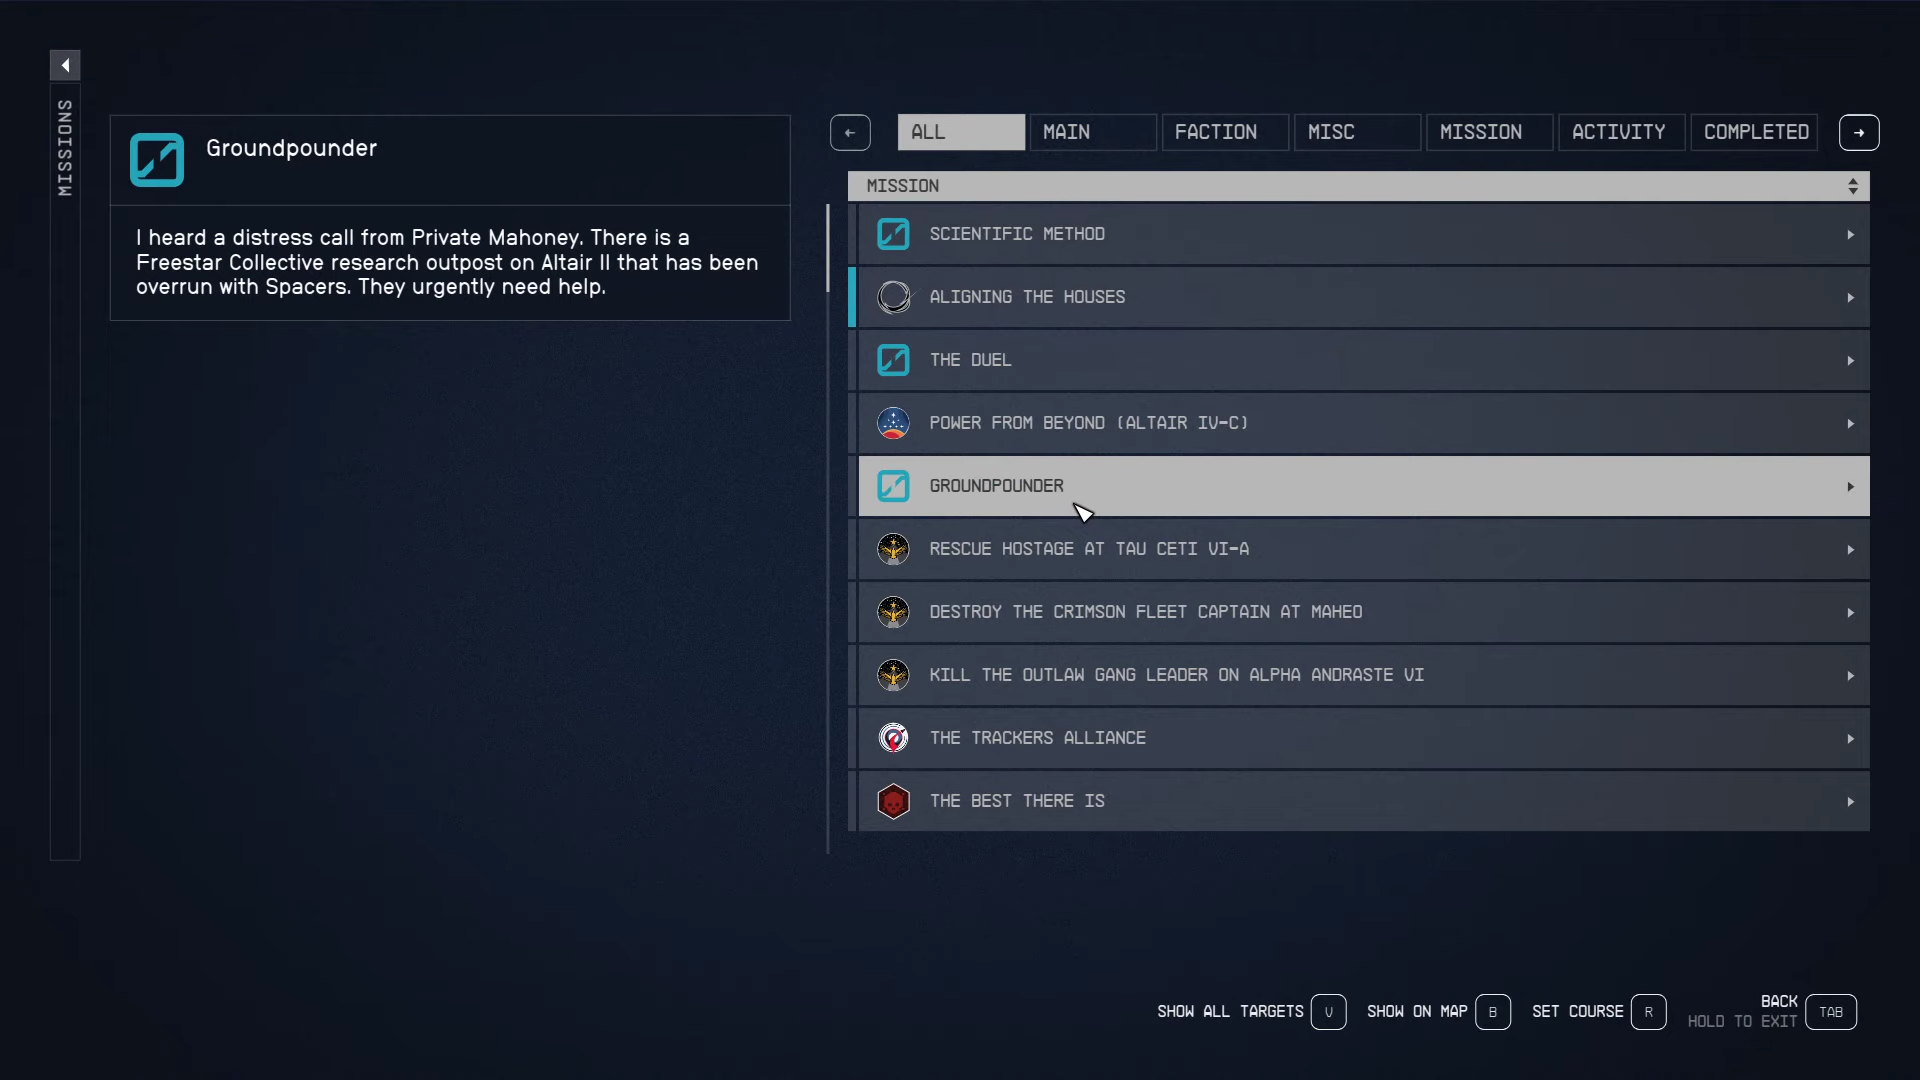 MISSIONS
Groundpounder
I heard a distress call from Private Mahoney. There is a
Freestar Collective research outpost on Altair II that has been
overrun with Spacers. They urgently need help.
ALL MAIN FACTION MISC MISSION ACTIVITY COMPLETED
MISSION
SCIENTIFIC METHOD
ALIGNING THE HOUSES
THE DUEL
POWER FROM BEYOND (ALTAIR IV-C)
GROUNDPOUNDER
RESCUE HOSTAGE AT TAU CETI VI-A
DESTROY THE CRIMSON FLEET CAPTAIN AT MAHEO
KILL THE OUTLAW GANG LEADER ON ALPHA ANDRASTE VI
THE TRACKERS ALLIANCE
THE BEST THERE IS
SHOW ALL TARGETS V SHOW ON MAP B SET COURSE R BACK TAB
HOLD TO EXIT